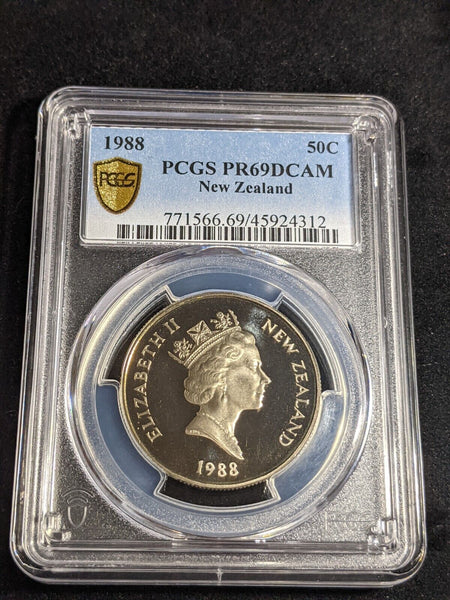 1988 50C
PCGS PCGS PR69DCAM
New Zealand
771566.69/45924312
ELIZABETH II NEW ZEALAND
1988